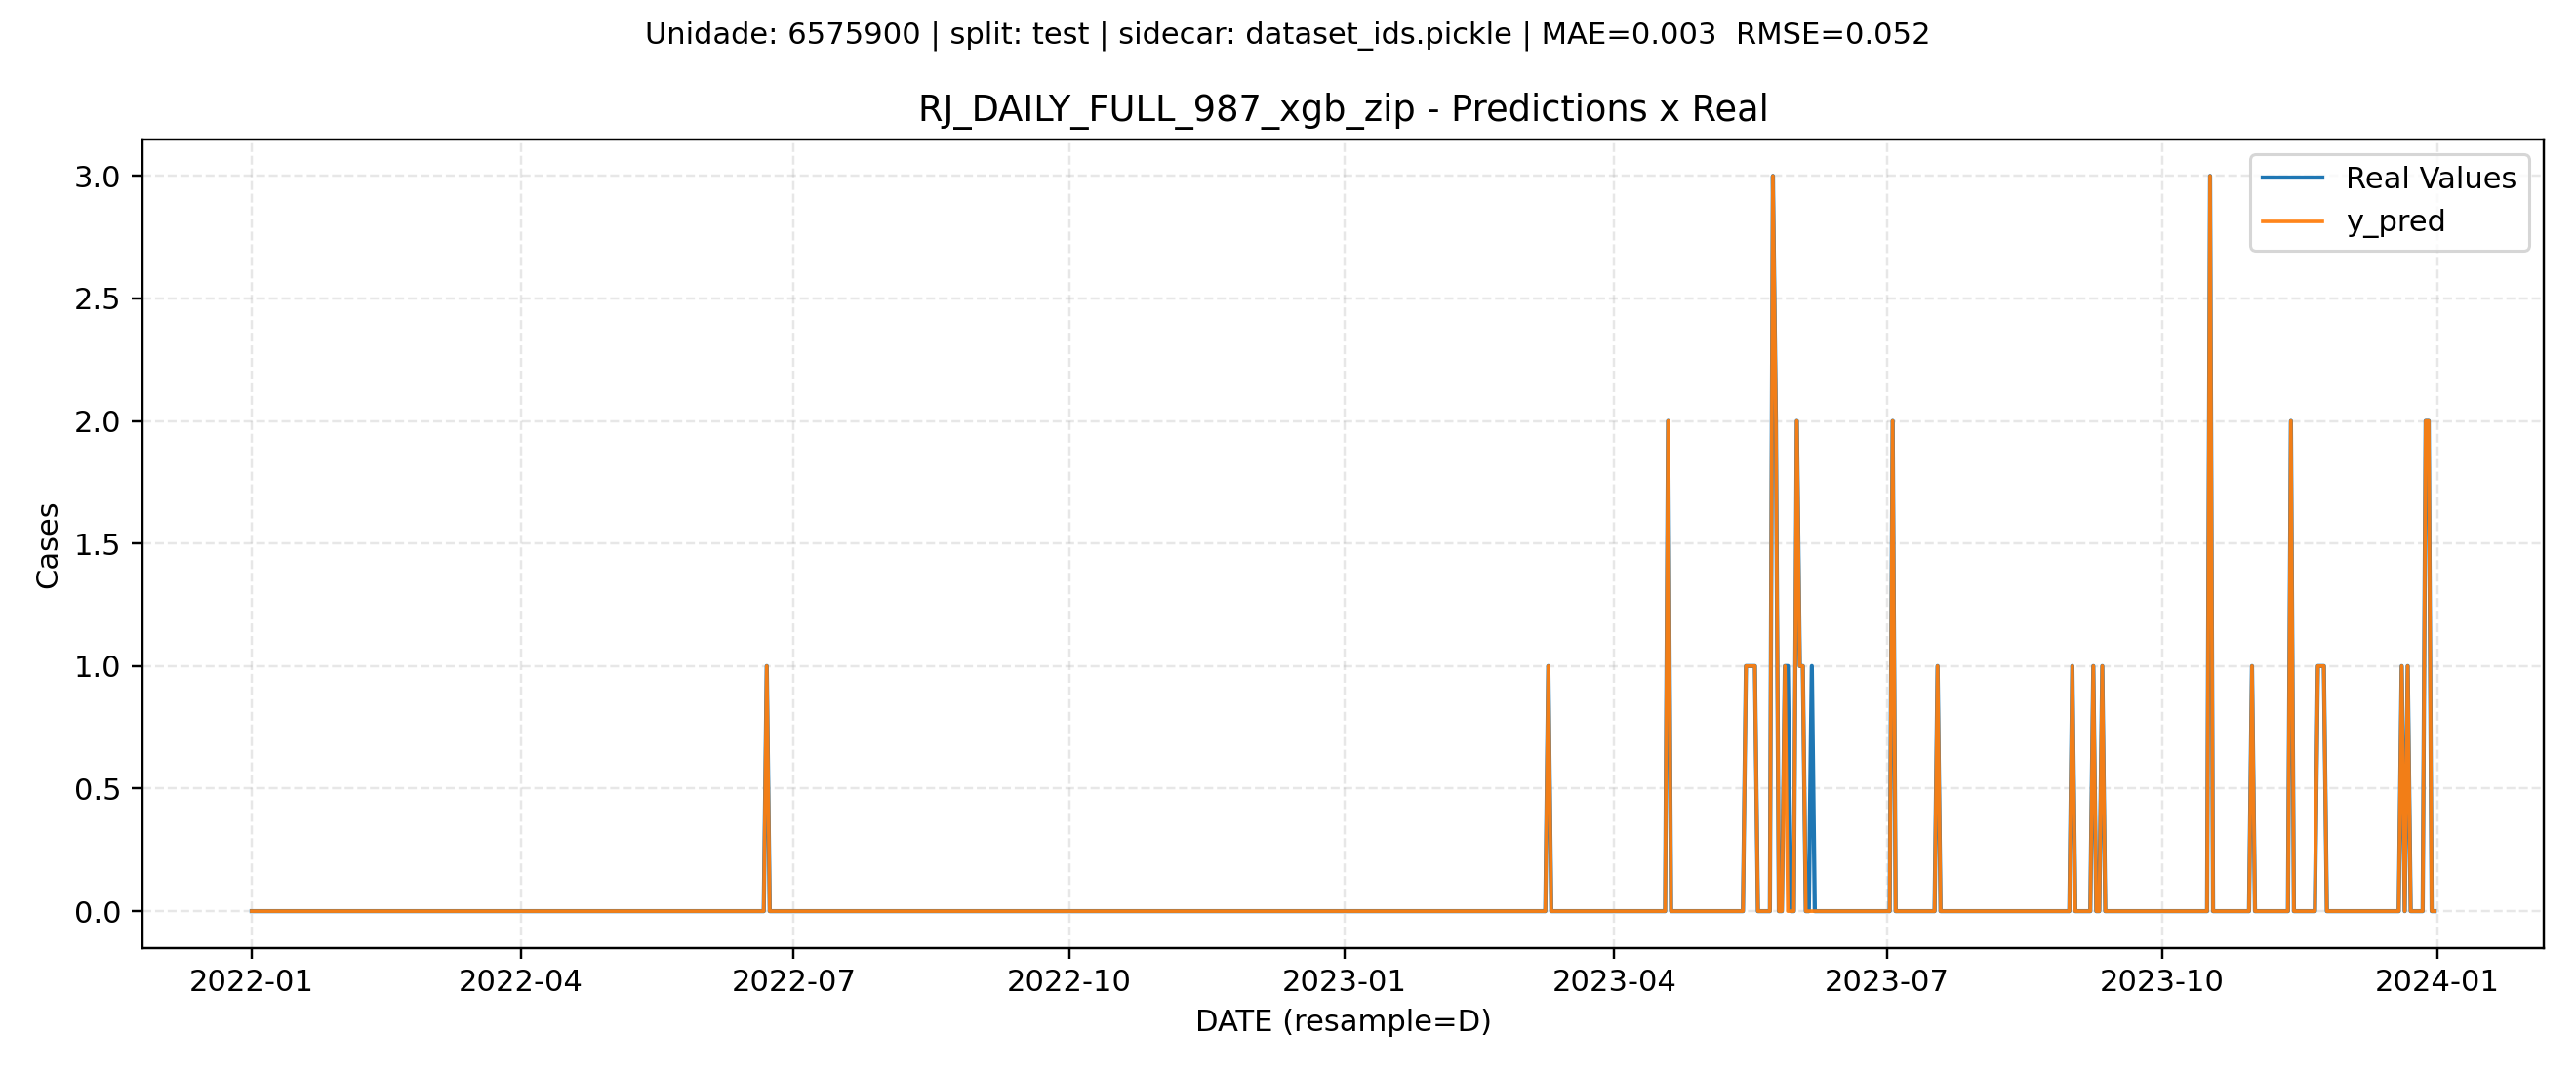 Unidade: 6575900 | split: test | sidecar: dataset_ids.pickle | MAE=0.003  RMSE=0.052
RJ_DAILY_FULL_987_xgb_zip - Predictions x Real
Real Values
y_pred
Cases
3.0
2.5
2.0
1.5
1.0
0.5
0.0
2022-01 2022-04 2022-07 2022-10 2023-01 2023-04 2023-07 2023-10 2024-01
DATE (resample=D)